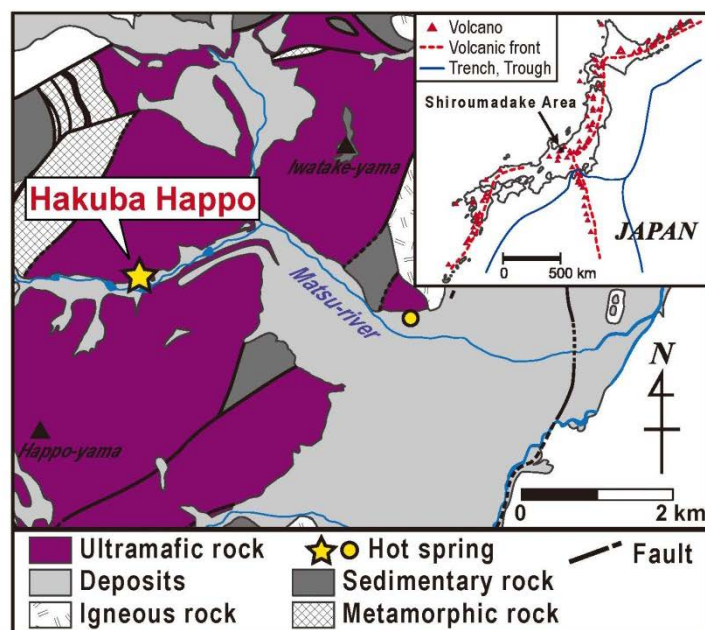 Volcano
Volcanic front
Trench, Trough
Shiroumadake Area
JAPAN
0 500 km
Iwatake-yama
Hakuba Happo
Matsu-river
Happo-yama
N
0 2 km
Ultramafic rock
Hot spring
Fault
Deposits
Sedimentary rock
Igneous rock
Metamorphic rock